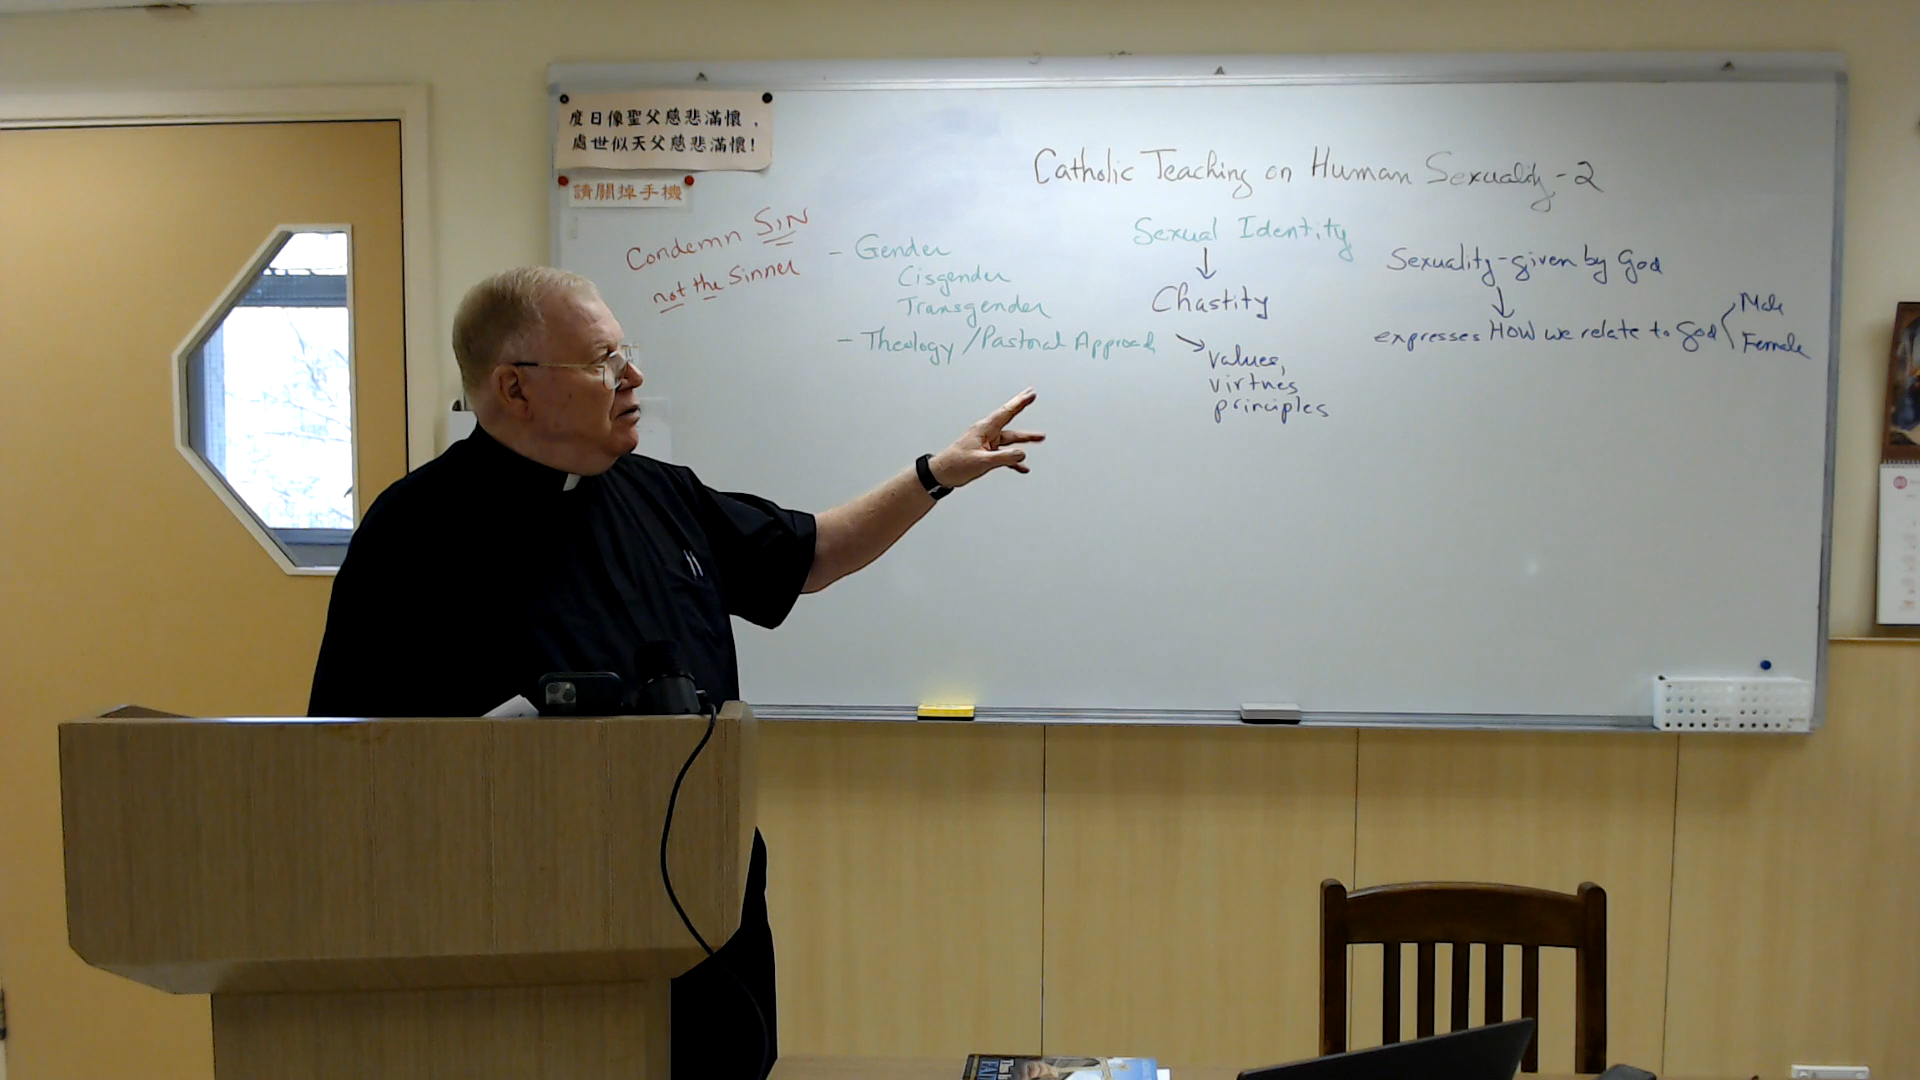 度日像聖父慈悲滿懷，
處世似天父慈悲滿懷！
請關掉手機
Catholic Teaching on Human Sexuality - 2
Condemn SIN
not the Sinner
- Gender
Cisgender
Transgender
- Theology / Pastoral Approach
Sexual Identity
↓
Chastity
values,
virtues,
principles
Sexuality - given by God
↓
expresses HOW we relate to God
Male
Female